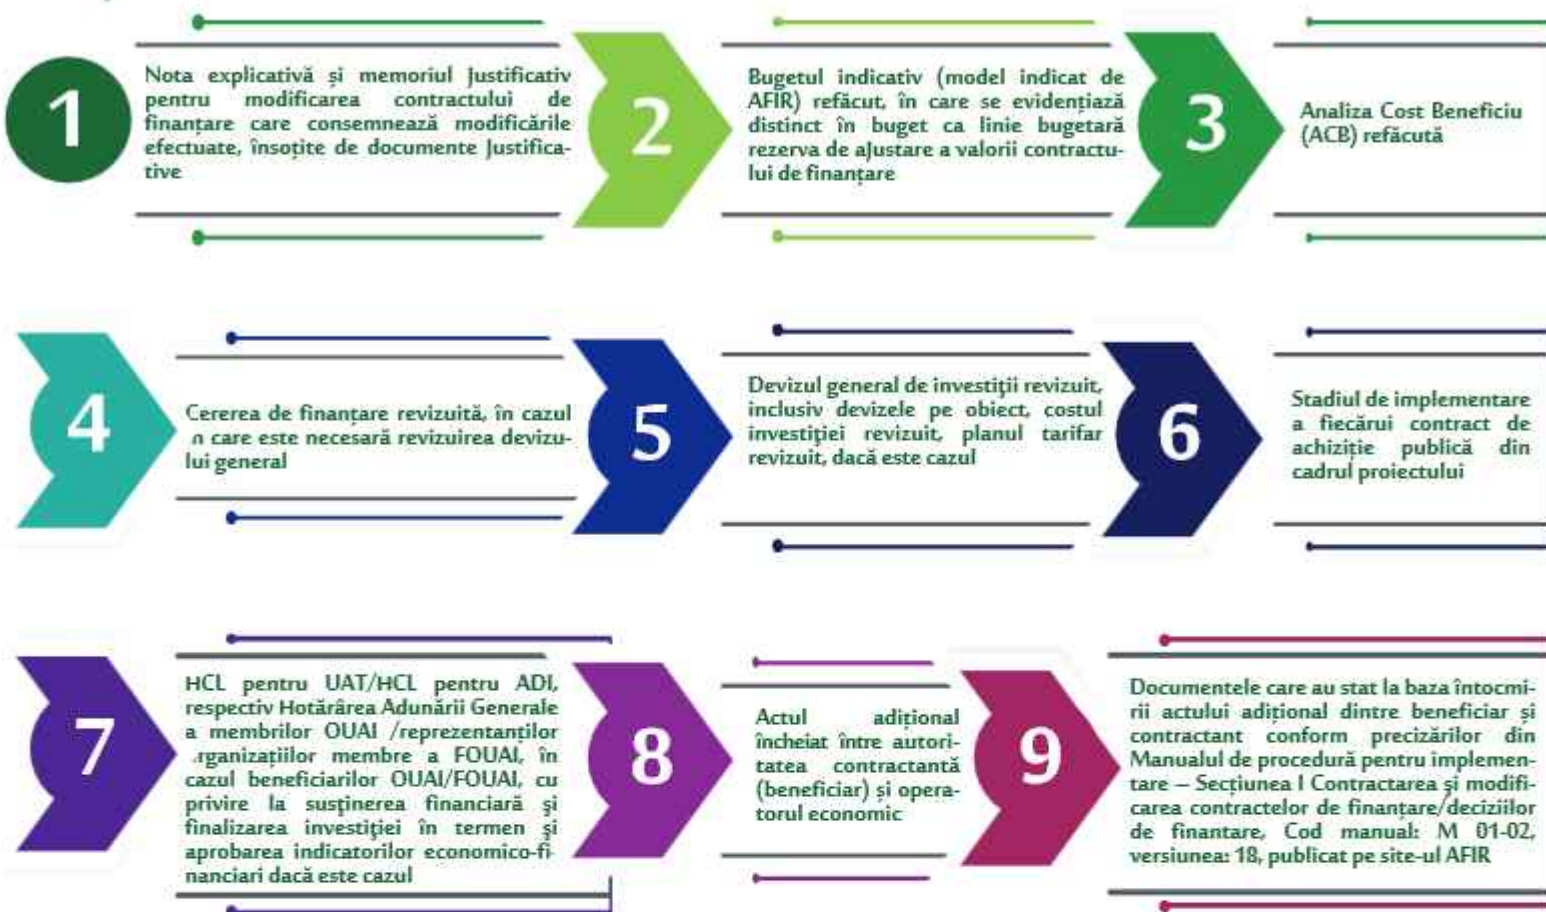 1
Nota explicativă și memoriul justificativ
pentru modificarea contractului de
finanțare care consemnează modificările
efectuate, însoțite de documente justifica-
tive
2
Bugetul indicativ (model indicat de
AFIR) refăcut, în care se evidențiază
distinct în buget ca linie bugetară
rezerva de ajustare a valorii contractu-
lui de finanțare
3
Analiza Cost Beneficiu
(ACB) refăcută
4
Cererea de finanțare revizuită, în cazul
n care este necesară revizuirea devizu-
lui general
5
Devizul general de investiţii revizuit,
inclusiv devizele pe obiect, costul
investiţiei revizuit, planul tarifar
revizuit, dacă este cazul
6
Stadiul de implementare
a fiecărui contract de
achiziție publică din
cadrul proiectului
7
HCL pentru UAT/HCL pentru ADI,
respectiv Hotărârea Adunării Generale
a membrilor OUAI /reprezentanților
.rganizațiilor membre a FOUAI, în
cazul beneficiarilor OUAI/FOUAI, cu
privire la susţinerea financiară şi
finalizarea investiţiei în termen şi
aprobarea indicatorilor economico-fi-
nanciari dacă este cazul
8
Actul adițional
încheiat între autori-
tatea contractantă
(beneficiar) și opera-
torul economic
9
Documentele care au stat la baza întocmi-
rii actului adițional dintre beneficiar și
contractant conform precizărilor din
Manualul de procedură pentru implemen-
tare – Secțiunea I Contractarea şi modifi-
carea contractelor de finanțare/deciziilor
de finantare, Cod manual: M 01-02,
versiunea: 18, publicat pe site-ul AFIR